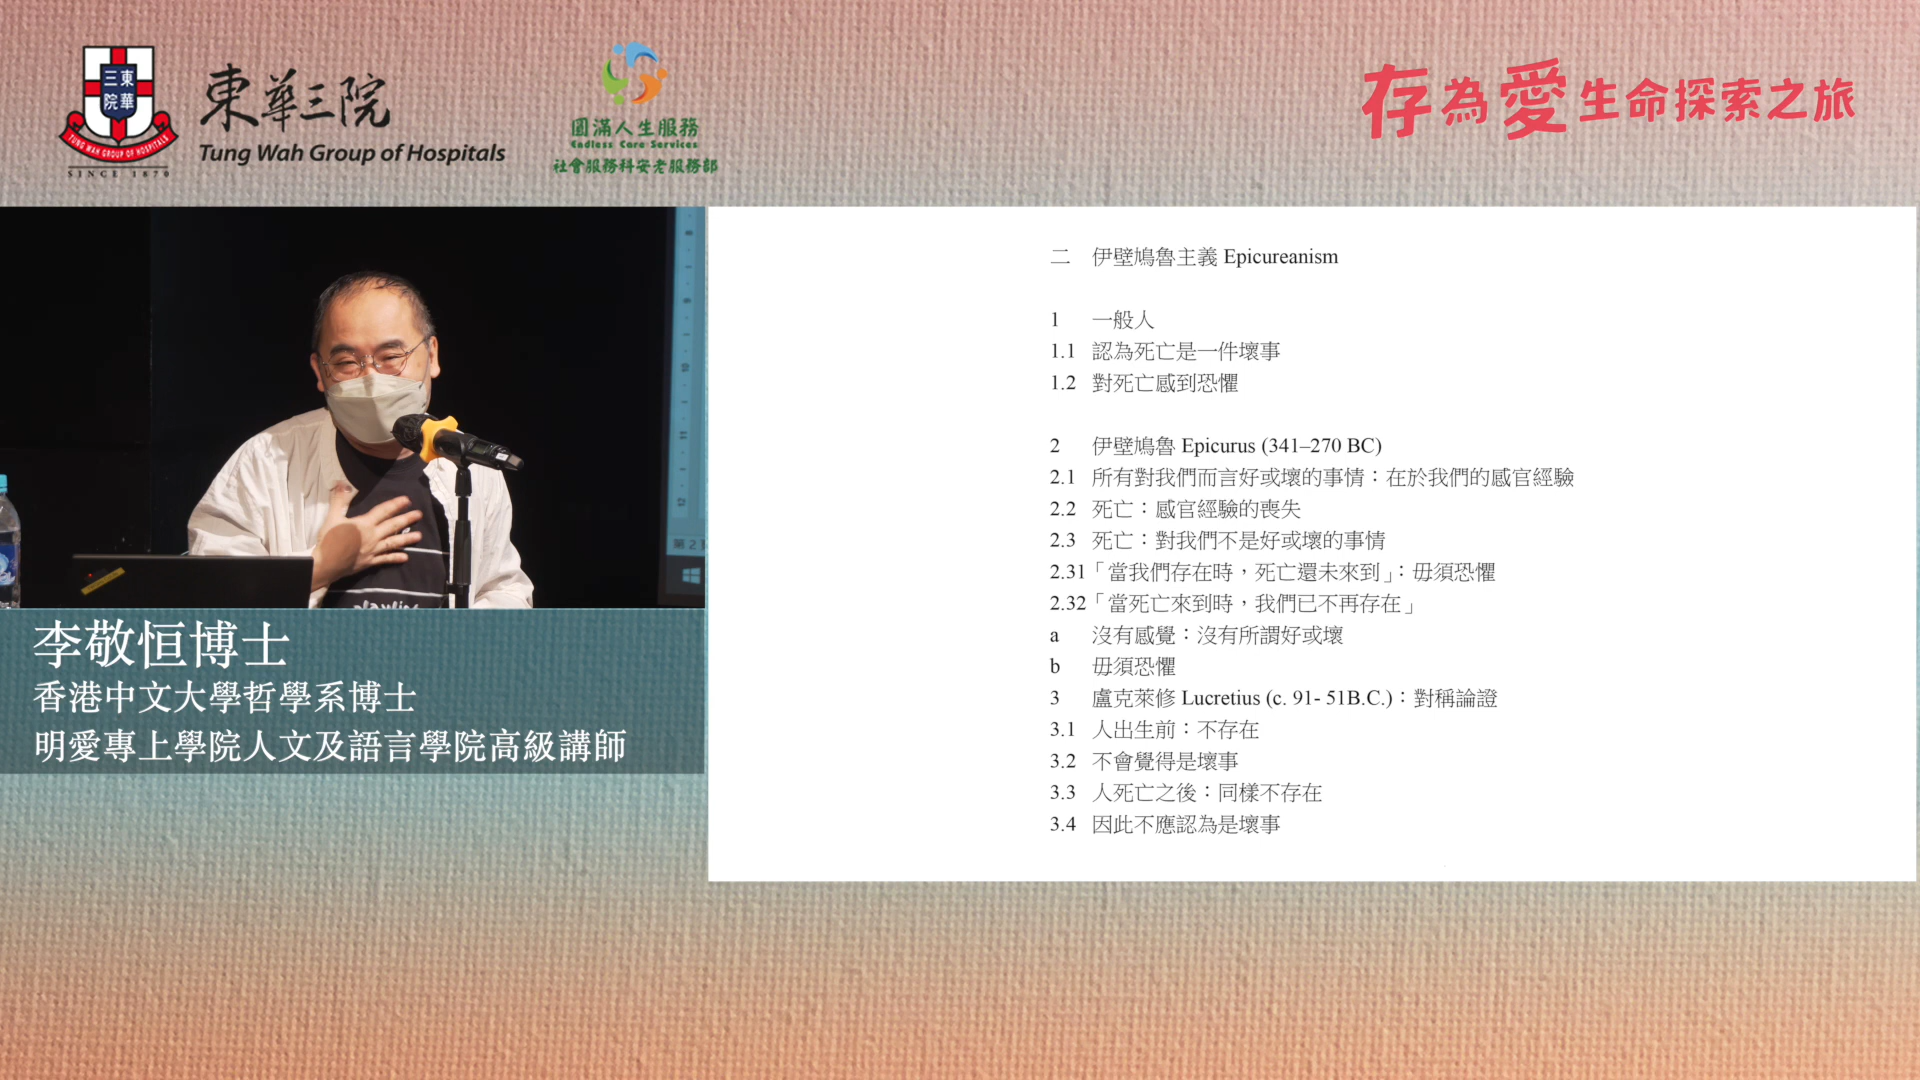 東華三院
東華三院
TUNG WAH GROUP OF HOSPITALS
SINCE 1870
Tung Wah Group of Hospitals
圓滿人生服務
Endless Care Services
社會服務科安老服務部
存為愛生命探索之旅
二 伊壁鳩魯主義 Epicureanism
1 一般人
1.1 認為死亡是一件壞事
1.2 對死亡感到恐懼
2 伊壁鳩魯 Epicurus (341–270 BC)
2.1 所有對我們而言好或壞的事情：在於我們的感官經驗
2.2 死亡：感官經驗的喪失
2.3 死亡：對我們不是好或壞的事情
2.31「當我們存在時，死亡還未來到」：毋須恐懼
2.32「當死亡來到時，我們已不再存在」
a 沒有感覺：沒有所謂好或壞
b 毋須恐懼
3 盧克萊修 Lucretius (c. 91- 51B.C.)：對稱論證
3.1 人出生前：不存在
3.2 不會覺得是壞事
3.3 人死亡之後：同樣不存在
3.4 因此不應認為是壞事
李敬恒博士
香港中文大學哲學系博士
明愛專上學院人文及語言學院高級講師